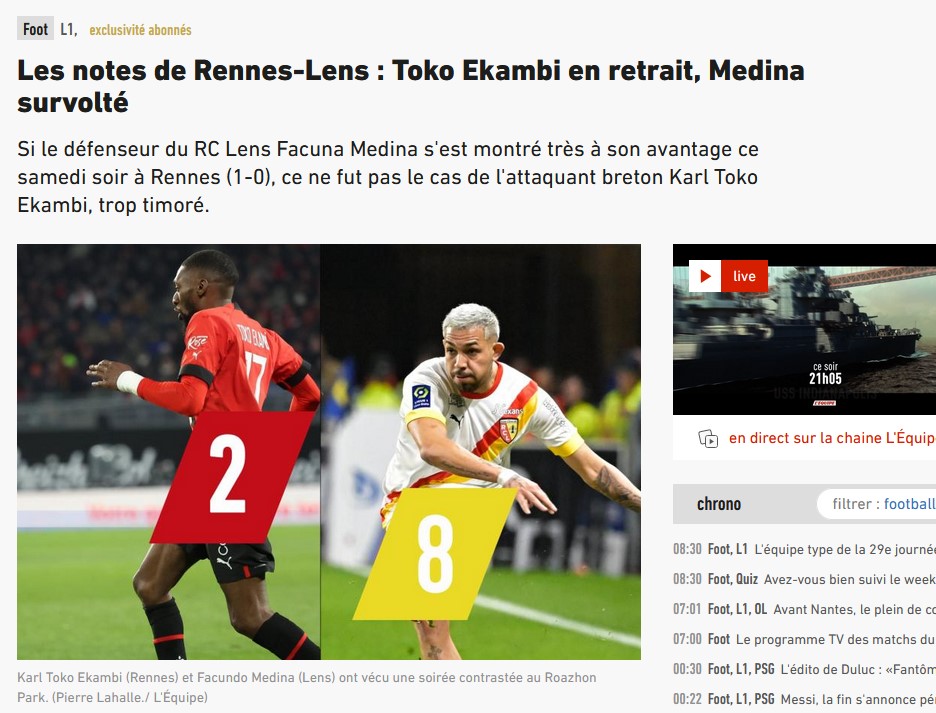 Foot L1, exclusivité abonnés
Les notes de Rennes-Lens : Toko Ekambi en retrait, Medina
survolté
Si le défenseur du RC Lens Facuna Medina s'est montré très à son avantage ce
samedi soir à Rennes (1-0), ce ne fut pas le cas de l'attaquant breton Karl Toko
Ekambi, trop timoré.
TOKO EKAMBI
17
2
8
Karl Toko Ekambi (Rennes) et Facundo Medina (Lens) ont vécu une soirée contrastée au Roazhon
Park. (Pierre Lahalle./ L'Équipe)
live
ce soir
21h05
USS INDIANAPOLIS
L'ÉQUIPE
en direct sur la chaine L'Équip
chrono
filtrer : football
08:30 Foot, L1 L'équipe type de la 29e journé
08:30 Foot, Quiz Avez-vous bien suivi le week
07:01 Foot, L1, OL Avant Nantes, le plein de co
07:00 Foot Le programme TV des matchs du
00:30 Foot, L1, PSG L'édito de Duluc : «Fantôm
00:22 Foot, L1, PSG Messi, la fin s'annonce pé